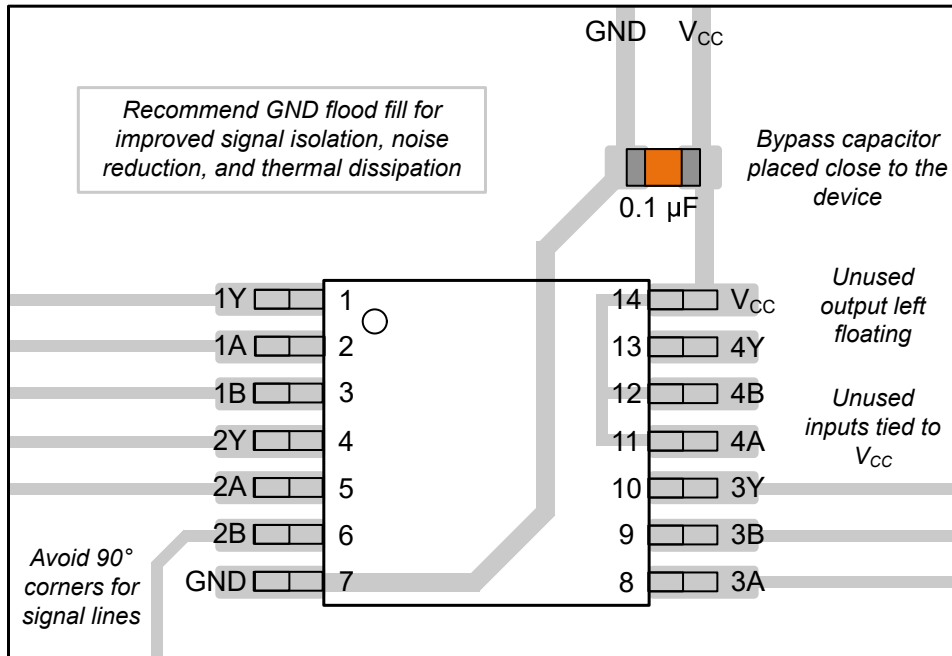 GND VCC
Recommend GND flood fill for
improved signal isolation, noise
reduction, and thermal dissipation
Bypass capacitor
placed close to the
device
0.1 µF
1Y 1 14 VCC
Unused
output left
floating
1A 2 13 4Y
1B 3 12 4B
Unused
inputs tied to
VCC
2Y 4 11 4A
2A 5 10 3Y
2B 6 9 3B
GND 7 8 3A
Avoid 90°
corners for
signal lines